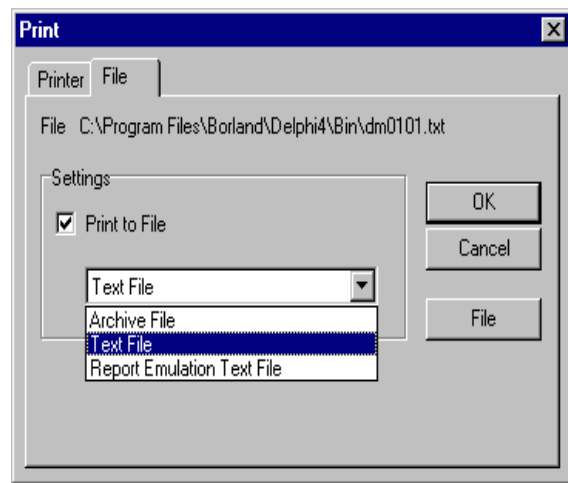 Print
Printer File
File C:\Program Files\Borland\Delphi4\Bin\dm0101.txt
Settings
Print to File
Text File
Archive File
Text File
Report Emulation Text File
OK
Cancel
File